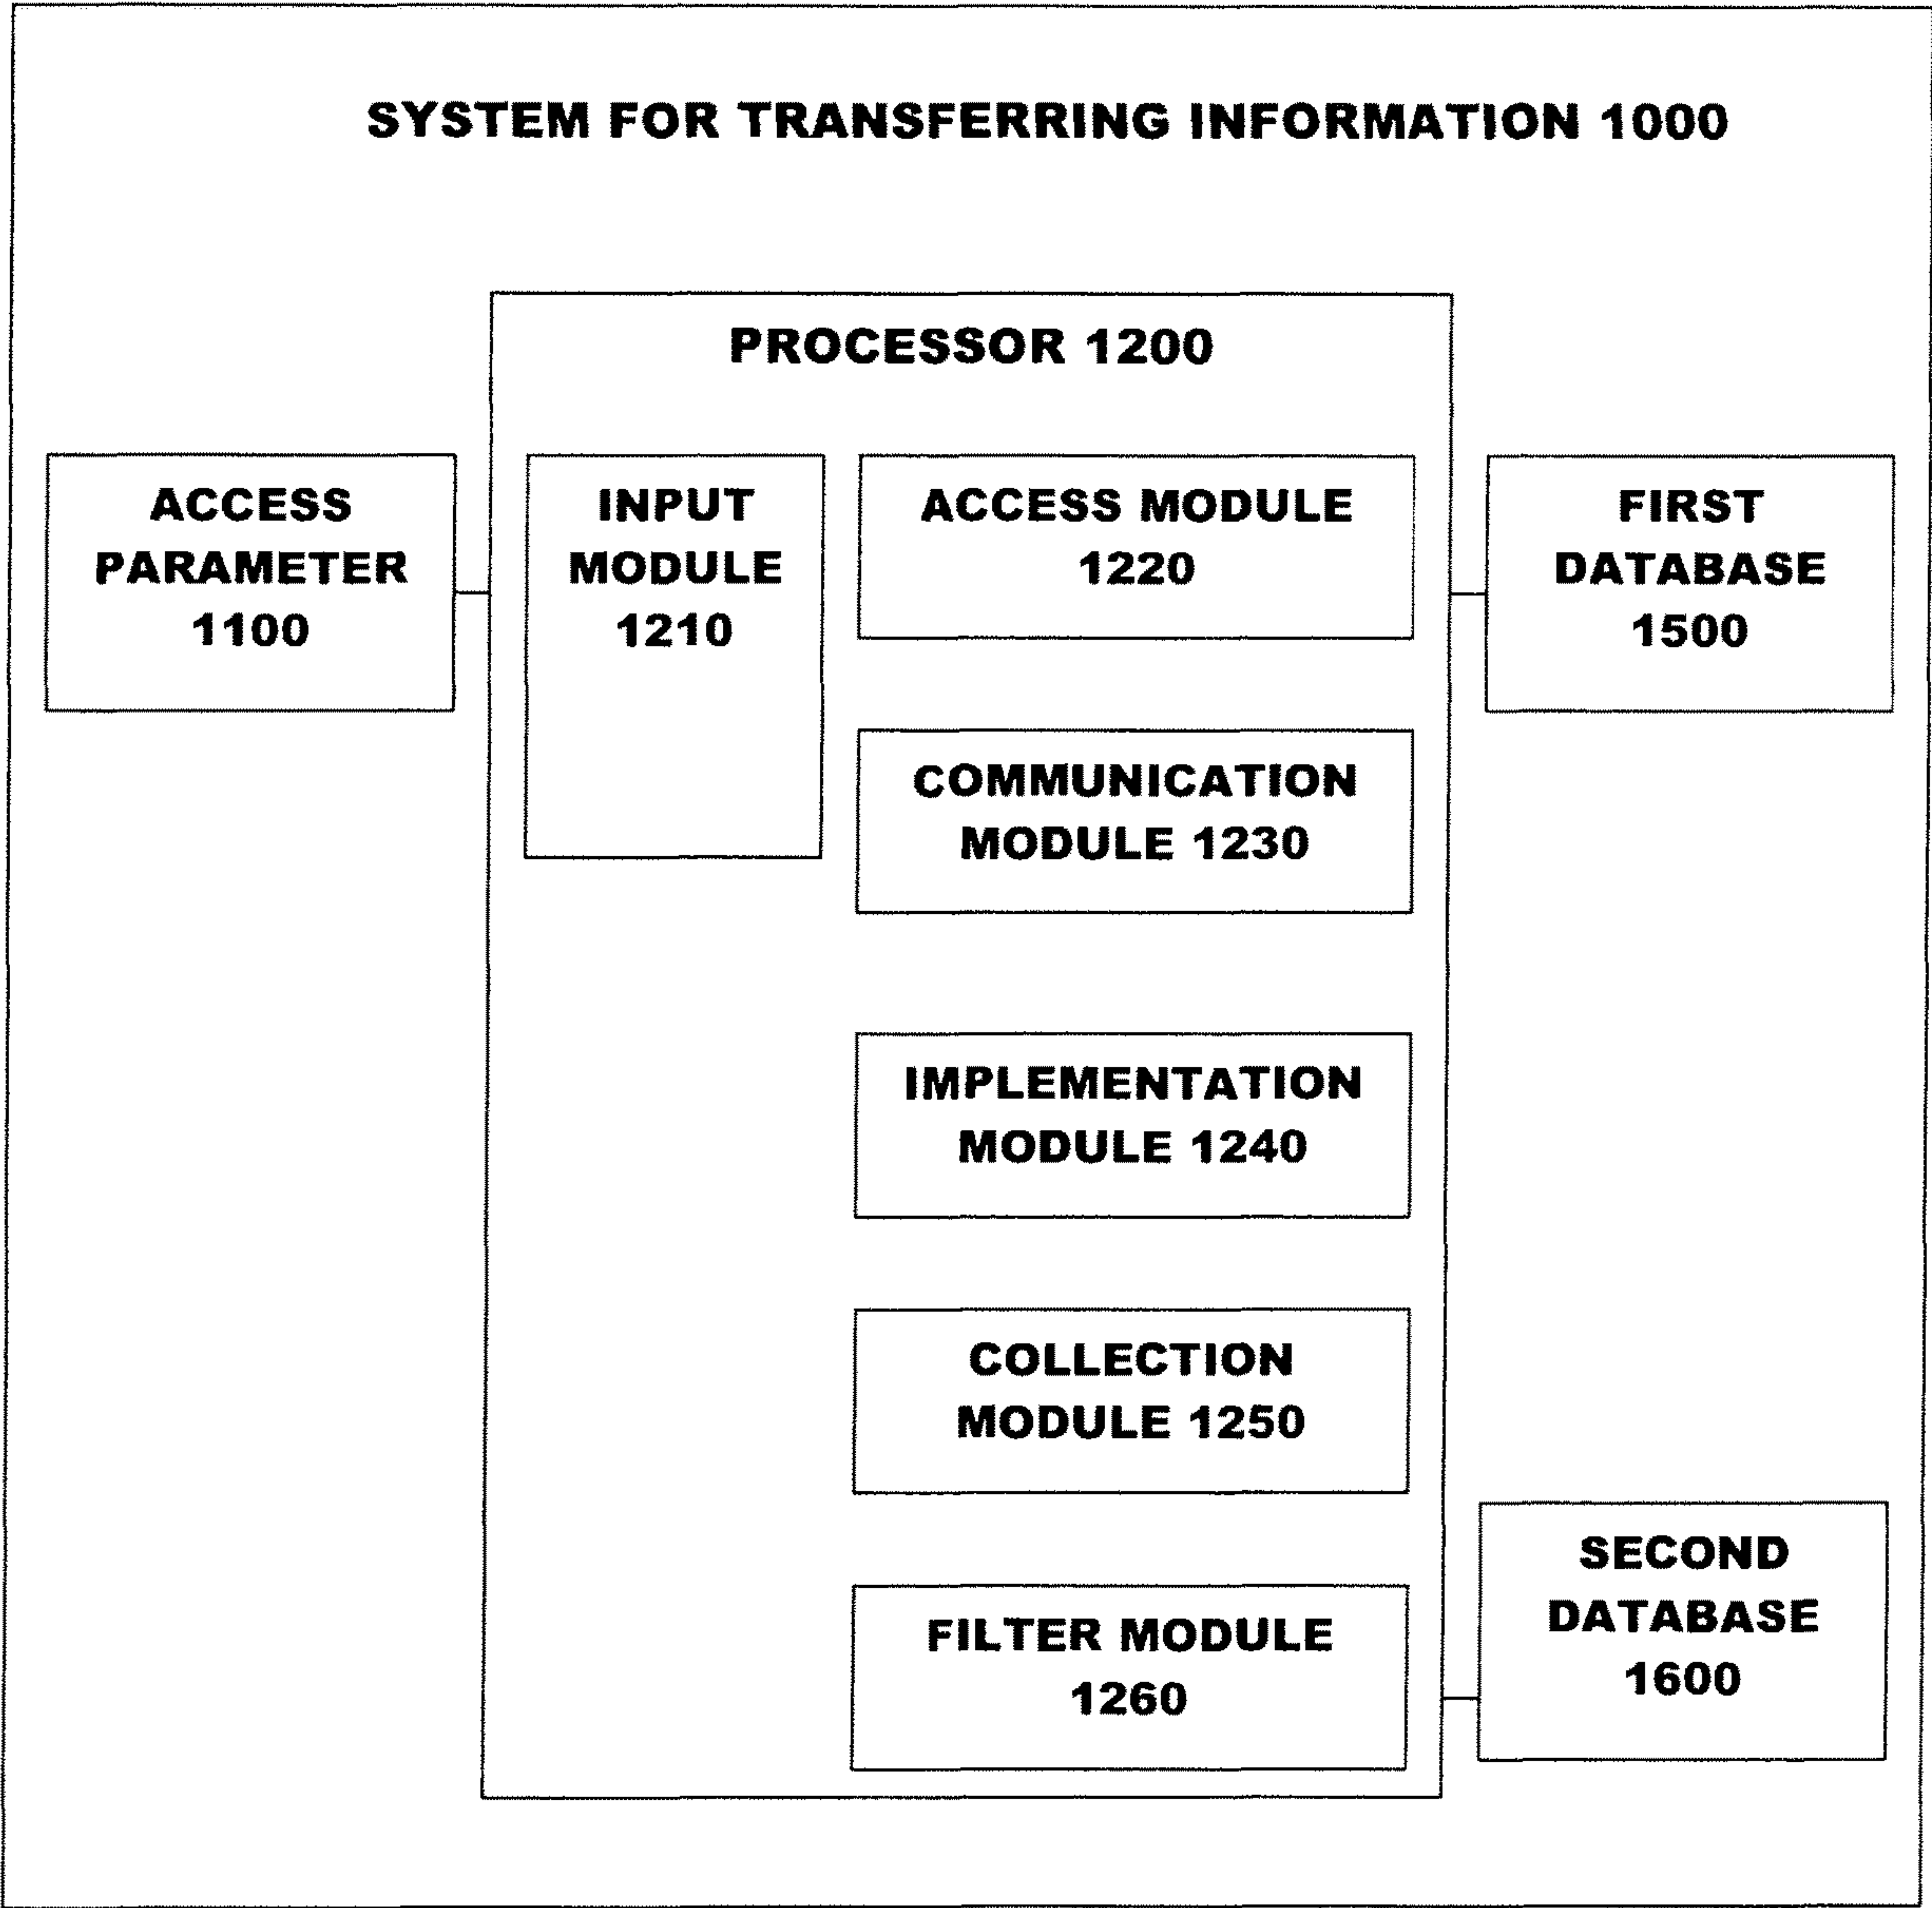 SYSTEM FOR TRANSFERRING INFORMATION 1000
PROCESSOR 1200
ACCESS
PARAMETER
1100
INPUT
MODULE
1210
ACCESS MODULE
1220
FIRST
DATABASE
1500
COMMUNICATION
MODULE 1230
IMPLEMENTATION
MODULE 1240
COLLECTION
MODULE 1250
FILTER MODULE
1260
SECOND
DATABASE
1600